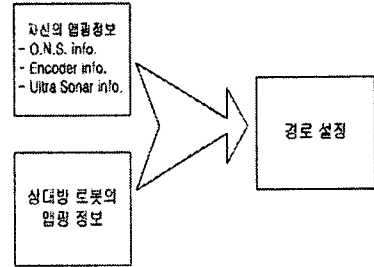 자신의 맵핑정보
- O.N.S. info.
- Encoder info.
- Ultra Sonar info.
상대방 로봇의
맵핑 정보
경로 설정